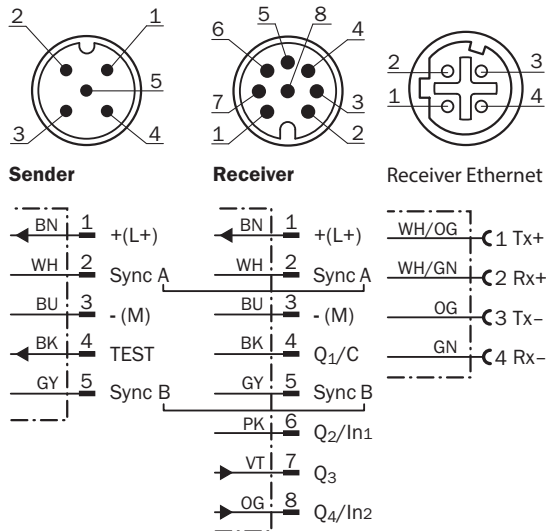 2 1
5
3 4
5 8
6 4
7 3
1 2
2 3
1 4
Sender
BN 1 +(L+)
WH 2 Sync A
BU 3 - (M)
BK 4 TEST
GY 5 Sync B
Receiver
BN 1 +(L+)
WH 2 Sync A
BU 3 - (M)
BK 4 Q1/C
GY 5 Sync B
PK 6 Q2/In1
VT 7 Q3
OG 8 Q4/In2
Receiver Ethernet
WH/OG 1 Tx+
WH/GN 2 Rx+
OG 3 Tx–
GN 4 Rx–